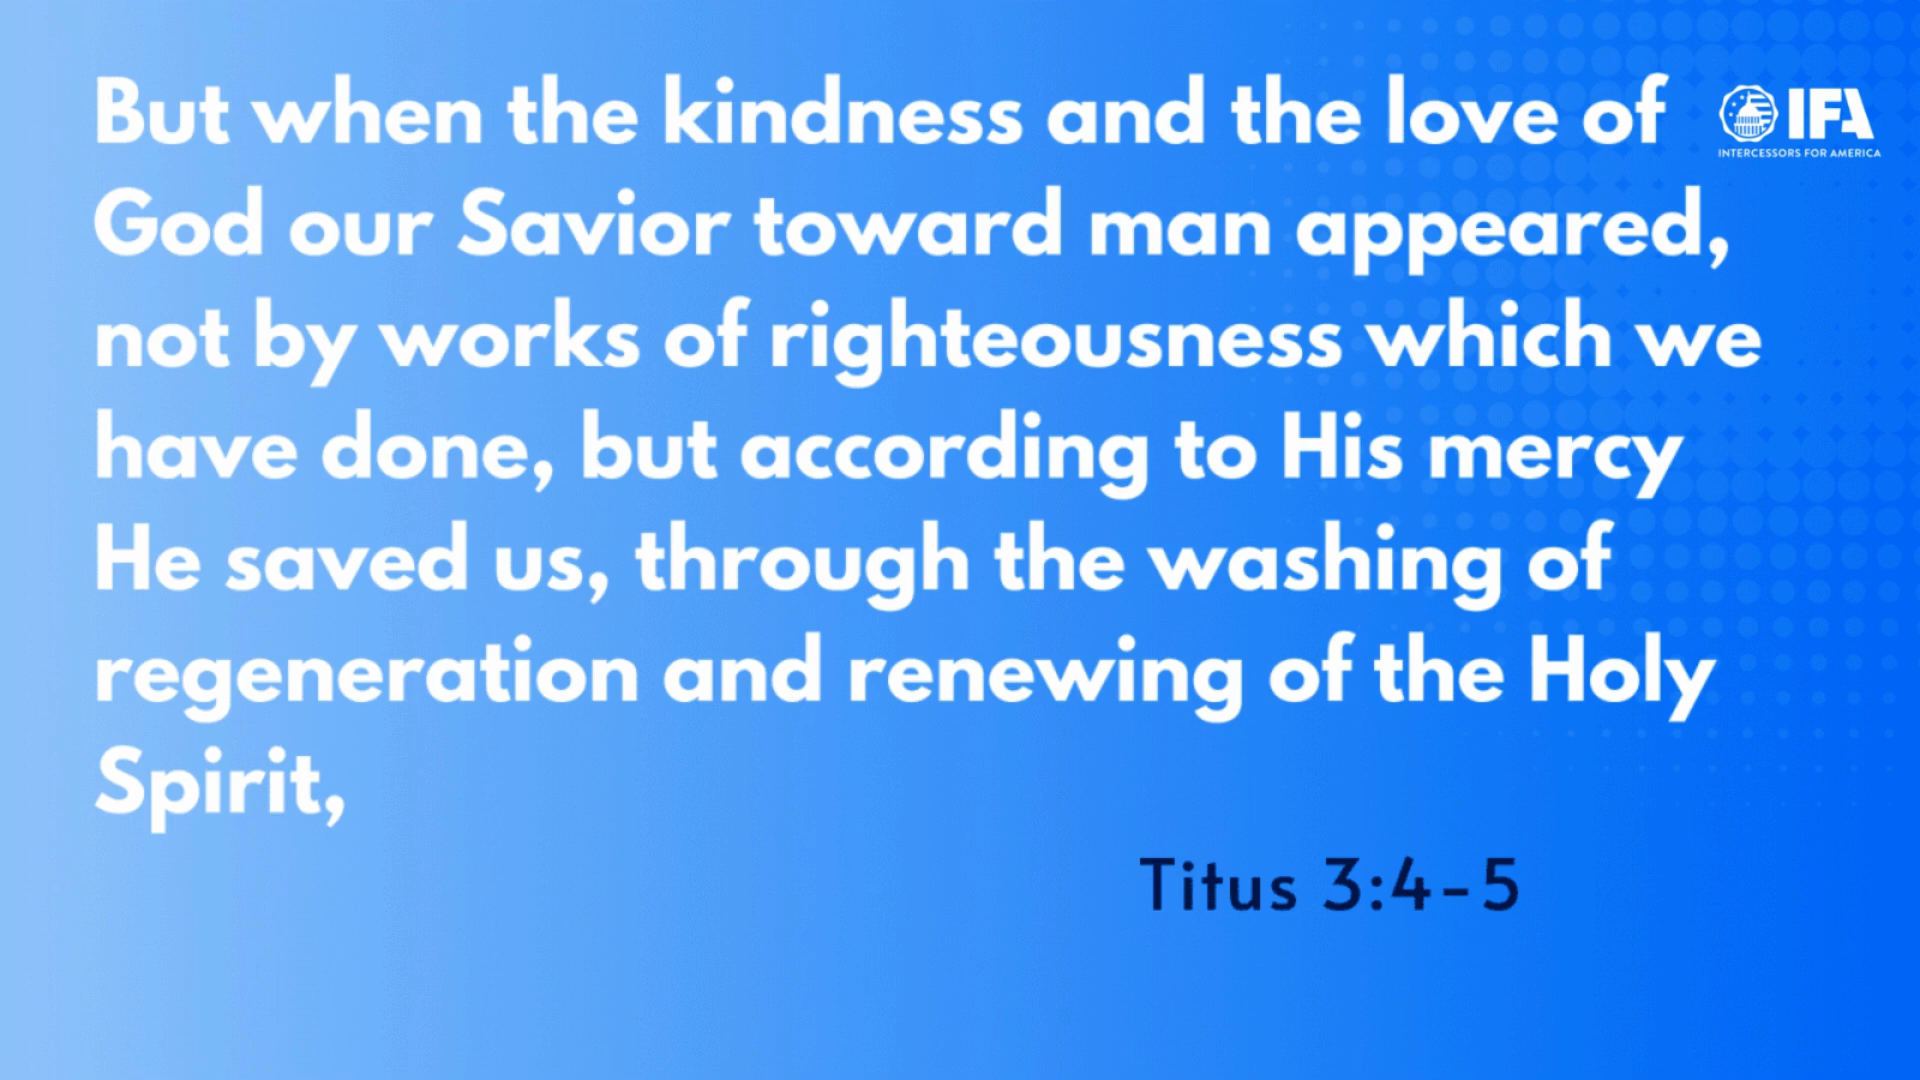 But when the kindness and the love of
God our Savior toward man appeared,
not by works of righteousness which we
have done, but according to His mercy
He saved us, through the washing of
regeneration and renewing of the Holy
Spirit,
Titus 3:4-5
IFA
INTERCESSORS FOR AMERICA